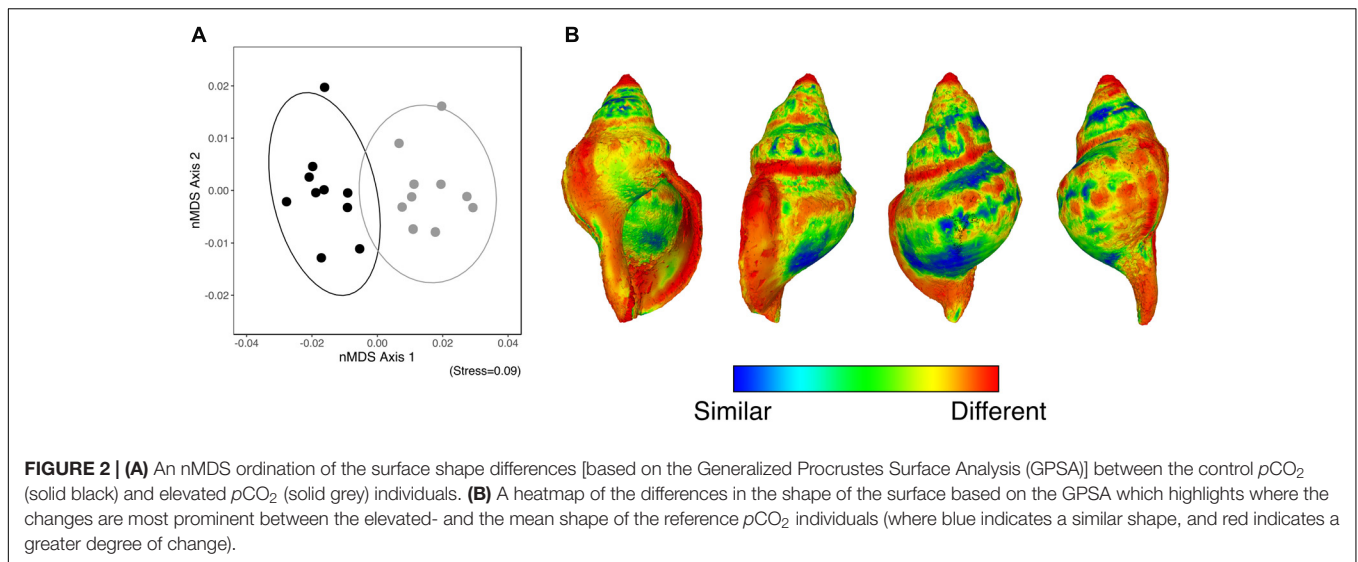 A
B
0.02
0.01
0.00
-0.01
-0.02
nMDS Axis 2
-0.04 -0.02 0.00 0.02 0.04
nMDS Axis 1
(Stress=0.09)
Similar Different
FIGURE 2 | (A) An nMDS ordination of the surface shape differences [based on the Generalized Procrustes Surface Analysis (GPSA)] between the control pCO2
(solid black) and elevated pCO2 (solid grey) individuals. (B) A heatmap of the differences in the shape of the surface based on the GPSA which highlights where the
changes are most prominent between the elevated- and the mean shape of the reference pCO2 individuals (where blue indicates a similar shape, and red indicates a
greater degree of change).